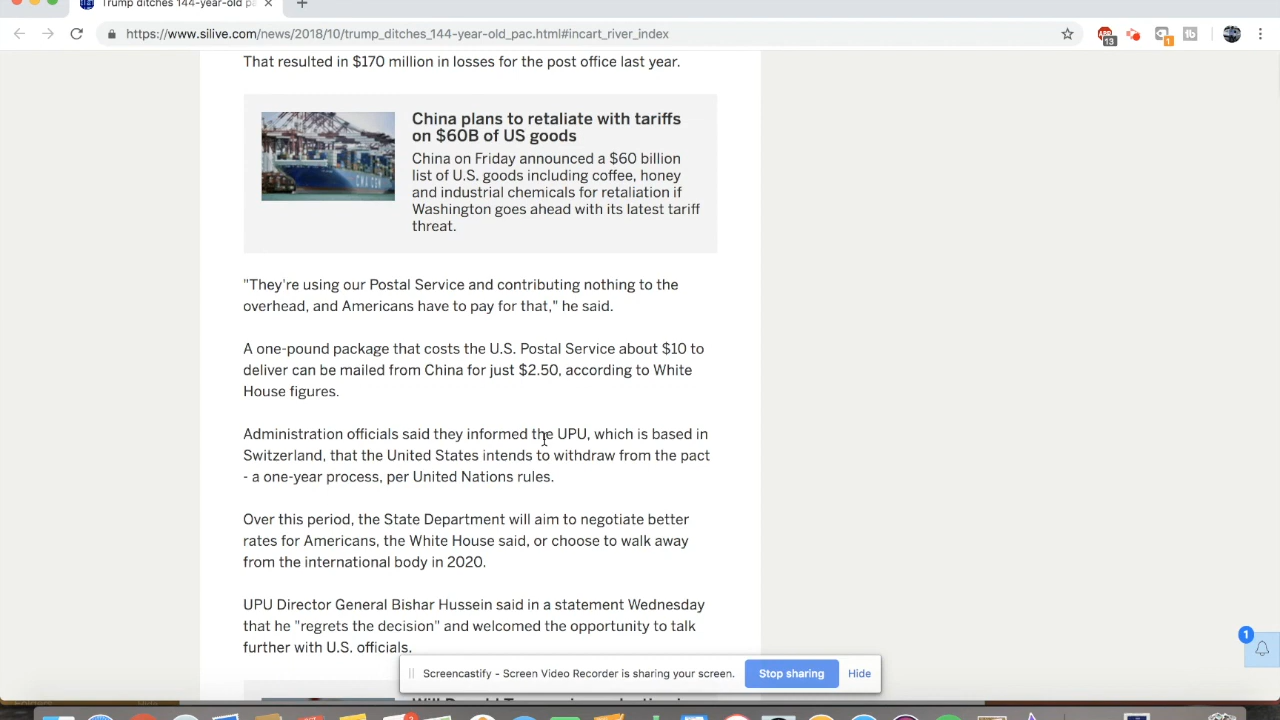 Trump ditches 144-year-old pa
https://www.silive.com/news/2018/10/trump_ditches_144-year-old_pac.html#incart_river_index
13
1
That resulted in $170 million in losses for the post office last year.
China plans to retaliate with tariffs
on $60B of US goods
China on Friday announced a $60 billion
list of U.S. goods including coffee, honey
and industrial chemicals for retaliation if
Washington goes ahead with its latest tariff
threat.
"They're using our Postal Service and contributing nothing to the
overhead, and Americans have to pay for that," he said.
A one-pound package that costs the U.S. Postal Service about $10 to
deliver can be mailed from China for just $2.50, according to White
House figures.
Administration officials said they informed the UPU, which is based in
Switzerland, that the United States intends to withdraw from the pact
- a one-year process, per United Nations rules.
Over this period, the State Department will aim to negotiate better
rates for Americans, the White House said, or choose to walk away
from the international body in 2020.
UPU Director General Bishar Hussein said in a statement Wednesday
that he "regrets the decision" and welcomed the opportunity to talk
further with U.S. officials.
1
Screencastify - Screen Video Recorder is sharing your screen.
Stop sharing
Hide